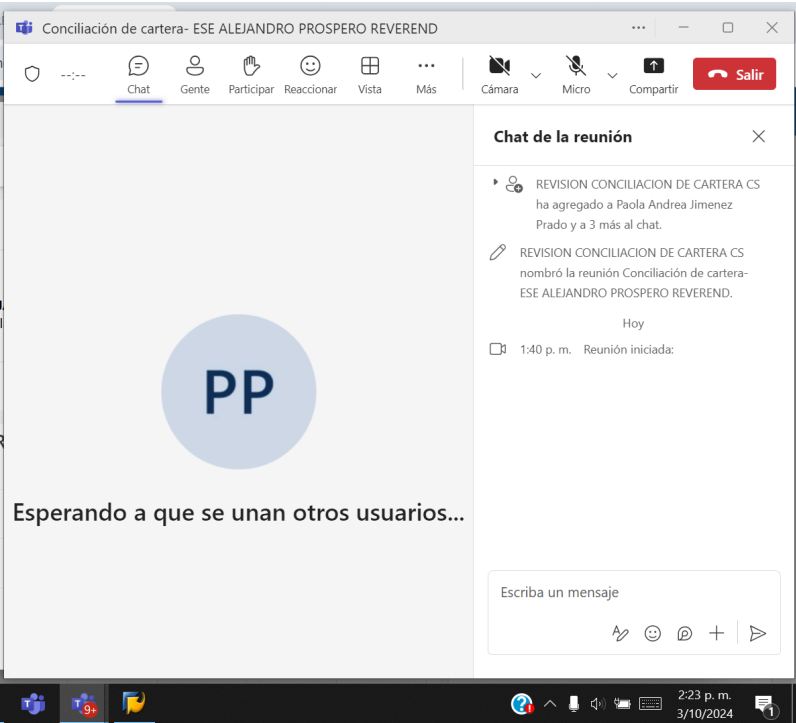 Conciliación de cartera- ESE ALEJANDRO PROSPERO REVEREND
--:--
Chat
Gente
Participar
Reaccionar
Vista
Más
Cámara
Micro
Compartir
Salir
Chat de la reunión
REVISION CONCILIACION DE CARTERA CS
ha agregado a Paola Andrea Jimenez
Prado y a 3 más al chat.
REVISION CONCILIACION DE CARTERA CS
nombró la reunión Conciliación de cartera-
ESE ALEJANDRO PROSPERO REVEREND.
Hoy
1:40 p. m. Reunión iniciada:
PP
Esperando a que se unan otros usuarios...
Escriba un mensaje
9+
2:23 p. m.
3/10/2024
1